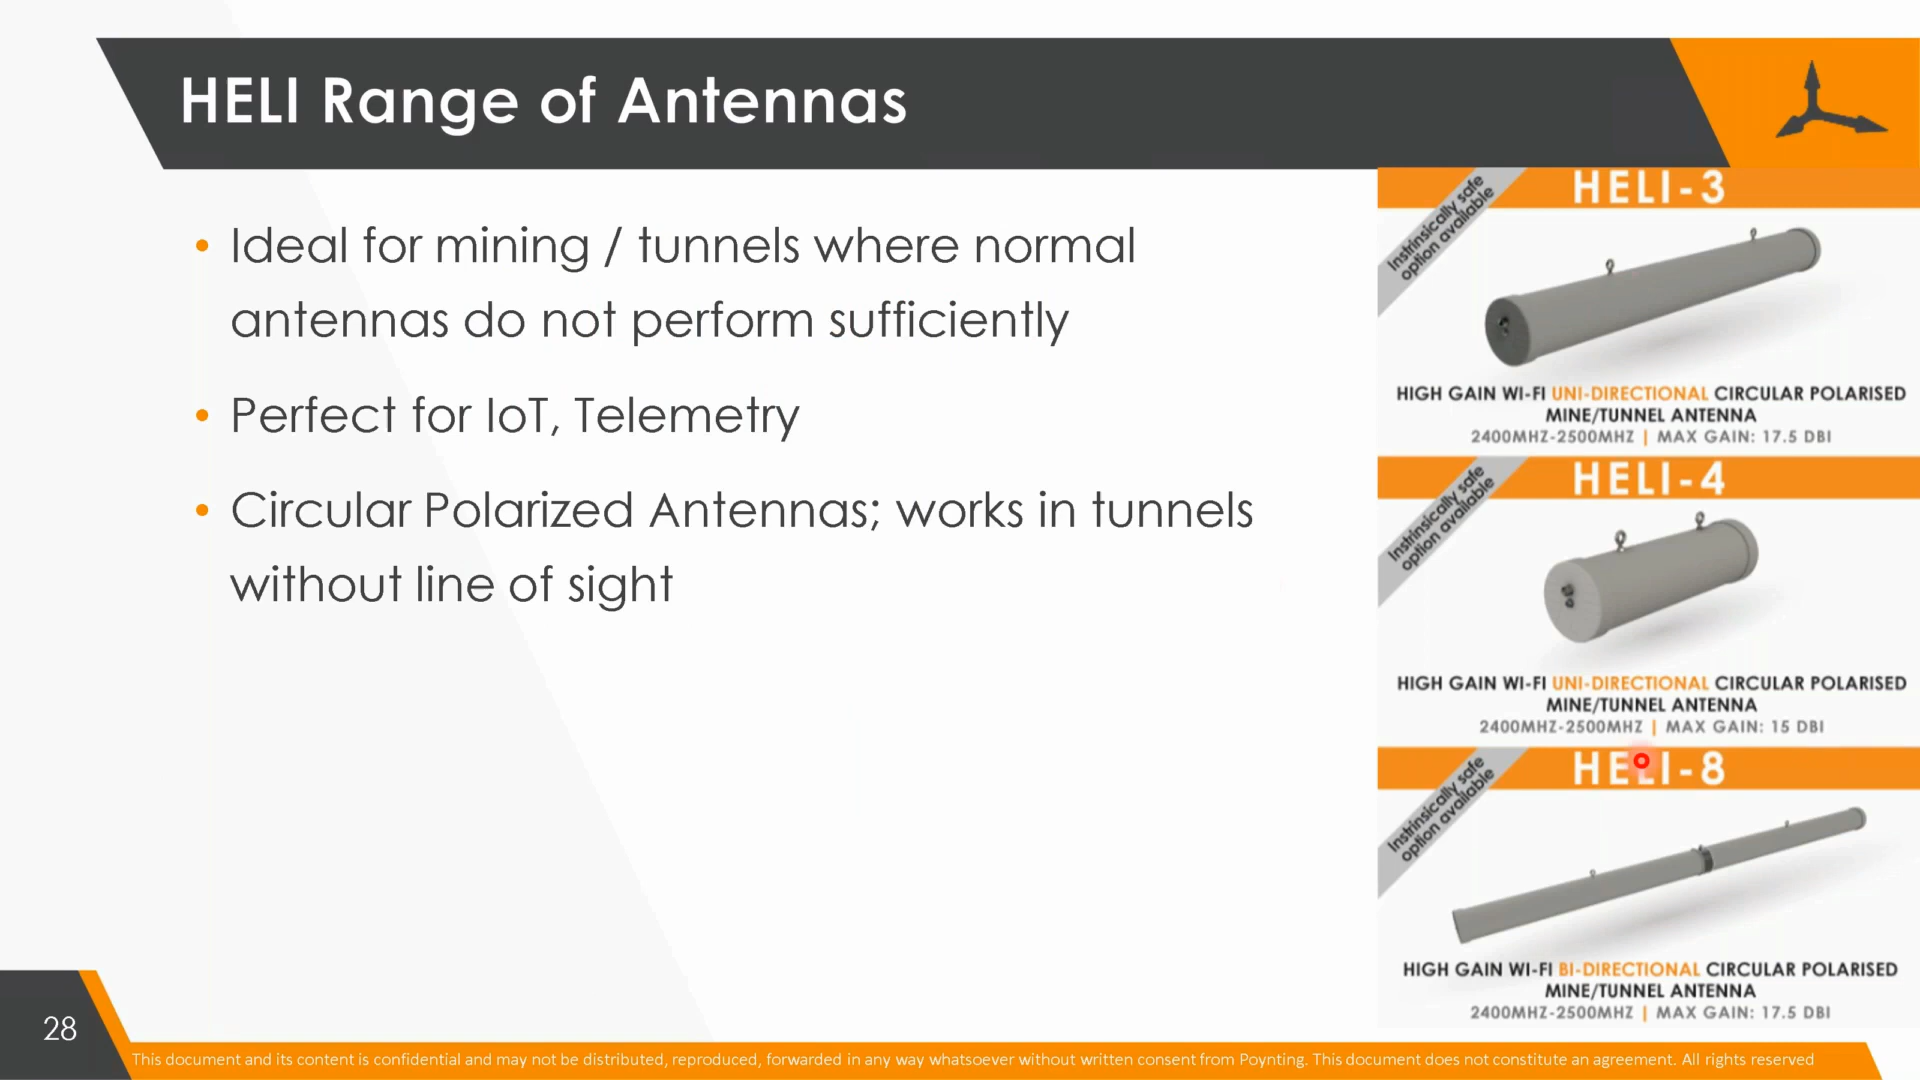 HELI Range of Antennas
• Ideal for mining / tunnels where normal
antennas do not perform sufficiently
• Perfect for IoT, Telemetry
• Circular Polarized Antennas; works in tunnels
without line of sight
HELI-3
Instrinsically safe
option available
HIGH GAIN WI-FI UNI-DIRECTIONAL CIRCULAR POLARISED
MINE/TUNNEL ANTENNA
2400MHZ-2500MHZ | MAX GAIN: 17.5 DBI
HELI-4
Instrinsically safe
option available
HIGH GAIN WI-FI UNI-DIRECTIONAL CIRCULAR POLARISED
MINE/TUNNEL ANTENNA
2400MHZ-2500MHZ | MAX GAIN: 15 DBI
HELI-8
Instrinsically safe
option available
HIGH GAIN WI-FI BI-DIRECTIONAL CIRCULAR POLARISED
MINE/TUNNEL ANTENNA
2400MHZ-2500MHZ | MAX GAIN: 17.5 DBI
28
This document and its content is confidential and may not be distributed, reproduced, forwarded in any way whatsoever without written consent from Poynting. This document does not constitute an agreement. All rights reserved